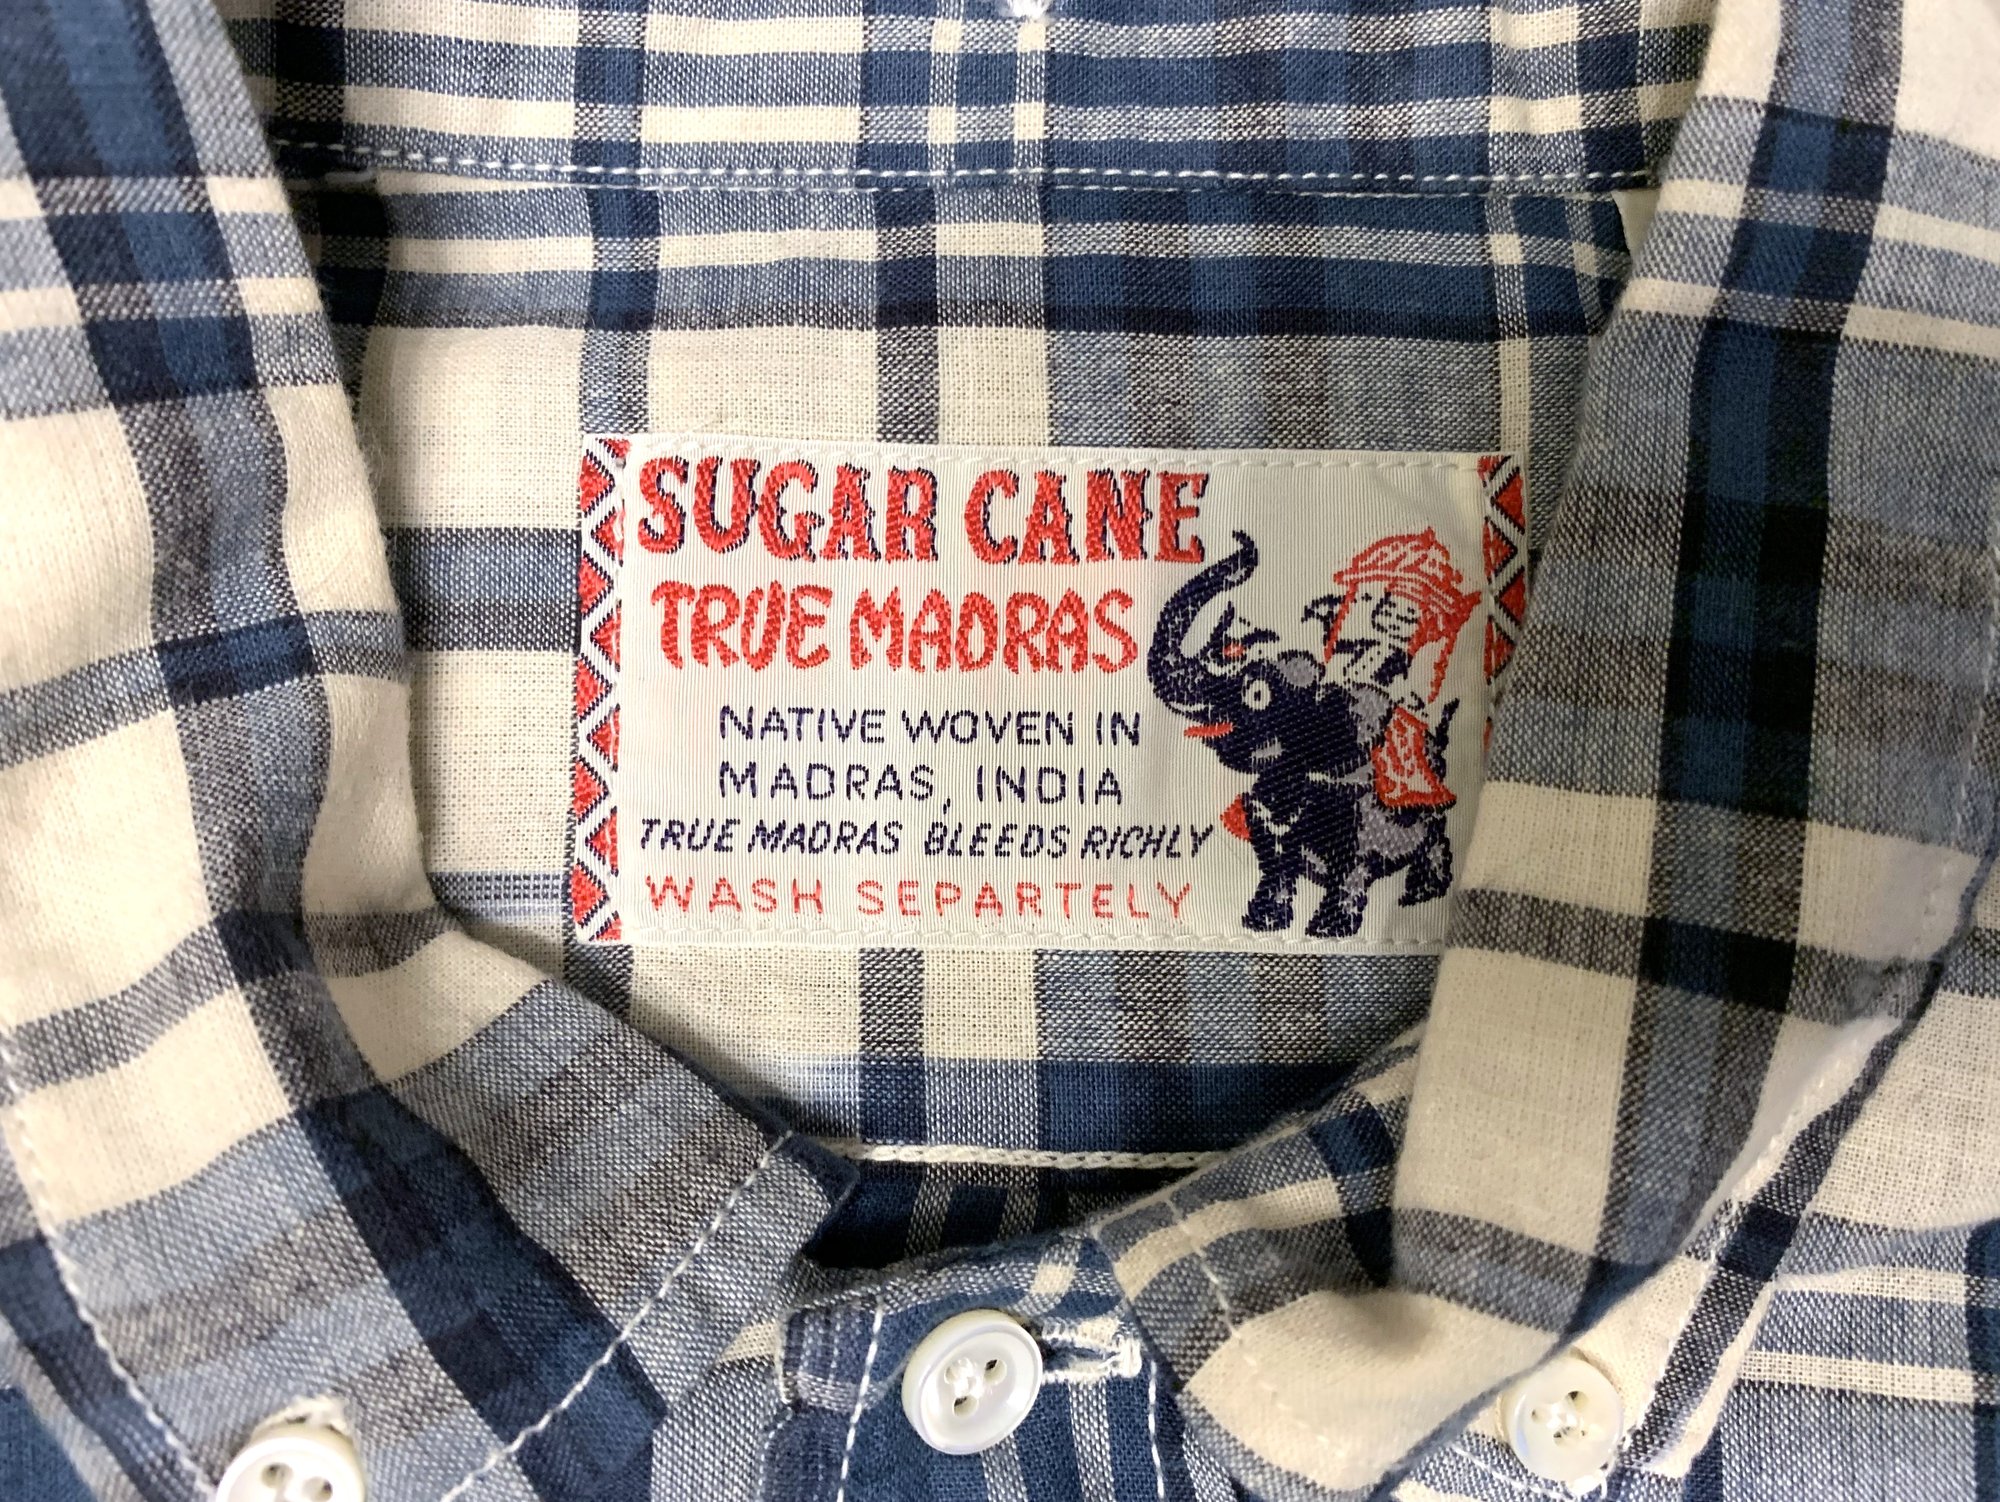 SUGAR CANE
TRUE MADRAS
NATIVE WOVEN IN
MADRAS, INDIA
TRUE MADRAS BLEEDS RICHLY
WASH SEPARTELY